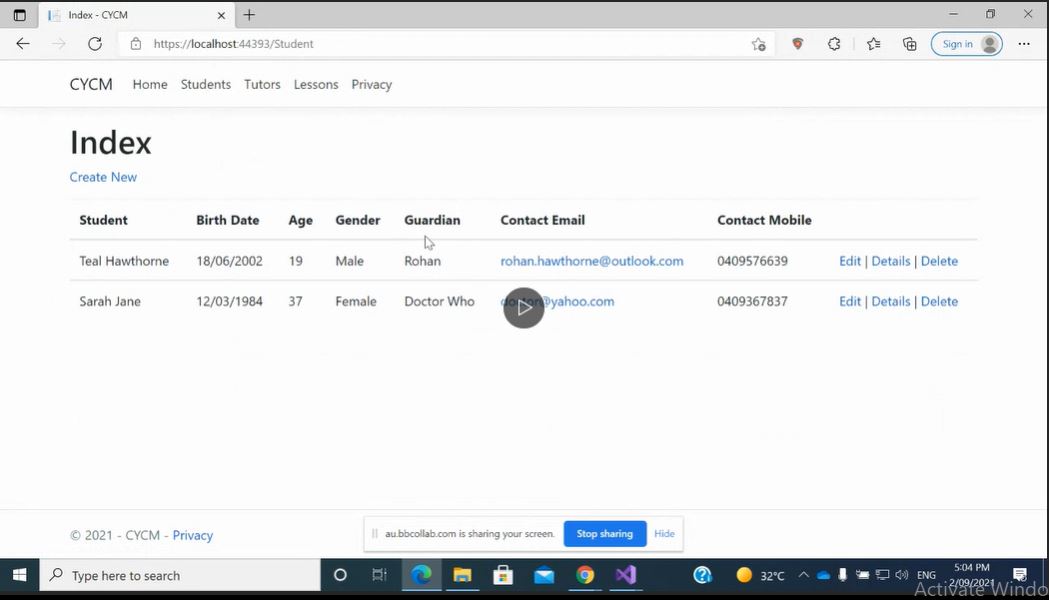 Index - CYCM
https://localhost:44393/Student
Sign in
CYCM Home Students Tutors Lessons Privacy
Index
Create New
Student Birth Date Age Gender Guardian Contact Email Contact Mobile
Teal Hawthorne 18/06/2002 19 Male Rohan rohan.hawthorne@outlook.com 0409576639 Edit | Details | Delete
Sarah Jane 12/03/1984 37 Female Doctor Who doctor@yahoo.com 0409367837 Edit | Details | Delete
© 2021 - CYCM - Privacy
au.bbcollab.com is sharing your screen. Stop sharing Hide
Type here to search
32°C
ENG
5:04 PM
2/09/2021
Activate Windo